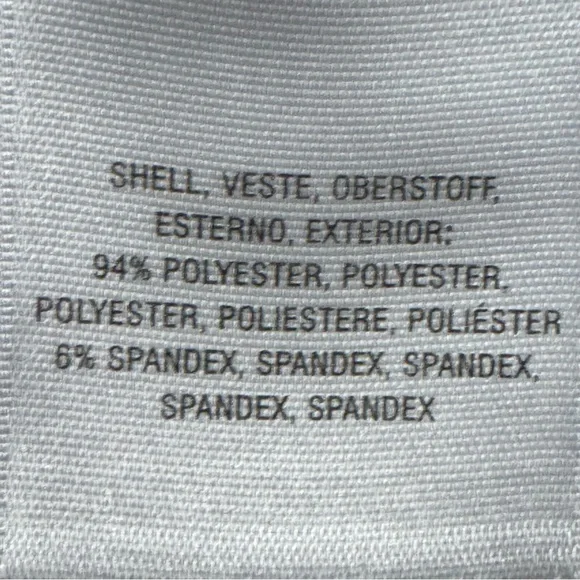 SHELL, VESTE, OBERSTOFF,
ESTERNO, EXTERIOR:
94% POLYESTER, POLYESTER,
POLYESTER, POLIESTERE, POLIÉSTER
6% SPANDEX, SPANDEX, SPANDEX,
SPANDEX, SPANDEX